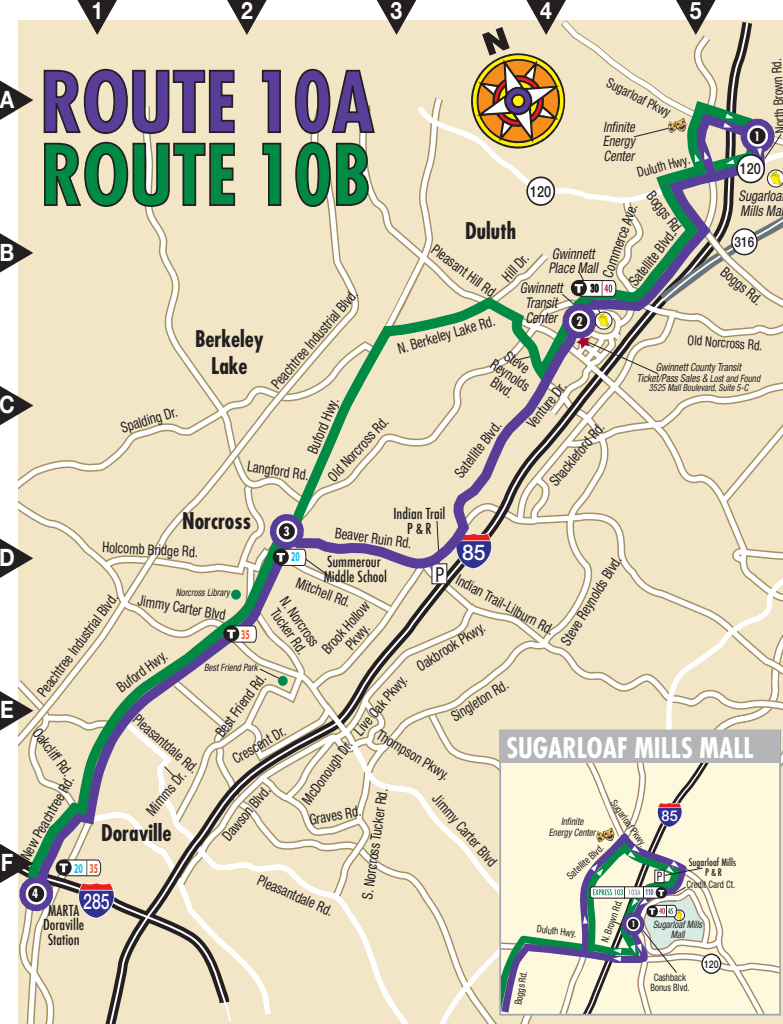 1
2
3
4
5
A
B
C
D
E
F
N
ROUTE 10A
ROUTE 10B
Sugarloaf Pkwy
North Brown Rd.
Infinite
Energy
Center
1
Duluth Hwy.
120
120
Sugarloaf
Mills Ma
Boggs Rd.
316
Boggs Rd.
Duluth
Commerce Ave.
Satellite Blvd.
Pleasant Hill Rd.
Hill Dr.
Gwinnett
Place Mall
T 30 40
Gwinnett
Transit
Center
2
Old Norcross Rd.
Gwinnett County Transit
Ticket/Pass Sales & Lost and Found
3525 Mall Boulevard, Suite 5-C
Berkeley
Lake
Peachtree Industrial Blvd.
N. Berkeley Lake Rd.
Steve
Reynolds
Blvd.
Venture Dr.
Spalding Dr.
Buford Hwy.
Old Norcross Rd.
Satellite Blvd.
Shackleford Rd.
Langford Rd.
Norcross
3
Indian Trail
P & R
Beaver Ruin Rd.
85
P
Holcomb Bridge Rd.
T 20
Summerour
Middle School
Mitchell Rd.
Norcross Library
Jimmy Carter Blvd
T 35
N. Norcross
Tucker Rd.
Brook Hollow
Pkwy.
Indian Trail-Lilburn Rd.
Steve Reynolds Blvd.
Peachtree Industrial Blvd.
Buford Hwy.
Best Friend Park
Best Friend Rd.
Oakbrook Pkwy.
Singleton Rd.
Live Oak Pkwy.
Oakcliff Rd.
Pleasantdale Rd.
Crescent Dr.
Thompson Pkwy.
McDonough Dr.
Mimms Dr.
Dawson Blvd.
Graves Rd.
Jimmy Carter Blvd
S. Norcross Tucker Rd.
New Peachtree Rd.
Doraville
T 20 35
4
285
MARTA
Doraville
Station
Pleasantdale Rd.
SUGARLOAF MILLS MALL
85
Infinite
Energy Center
Sugarloaf Pkwy.
Satellite Blvd.
Sugarloaf Mills
P & R
P
Credit Card Ct.
EXPRESS 103 103A 110 T
N. Brown Rd.
T 40 45
1
Sugarloaf Mills
Mall
Duluth Hwy.
120
Boggs Rd.
Cashback
Bonus Blvd.